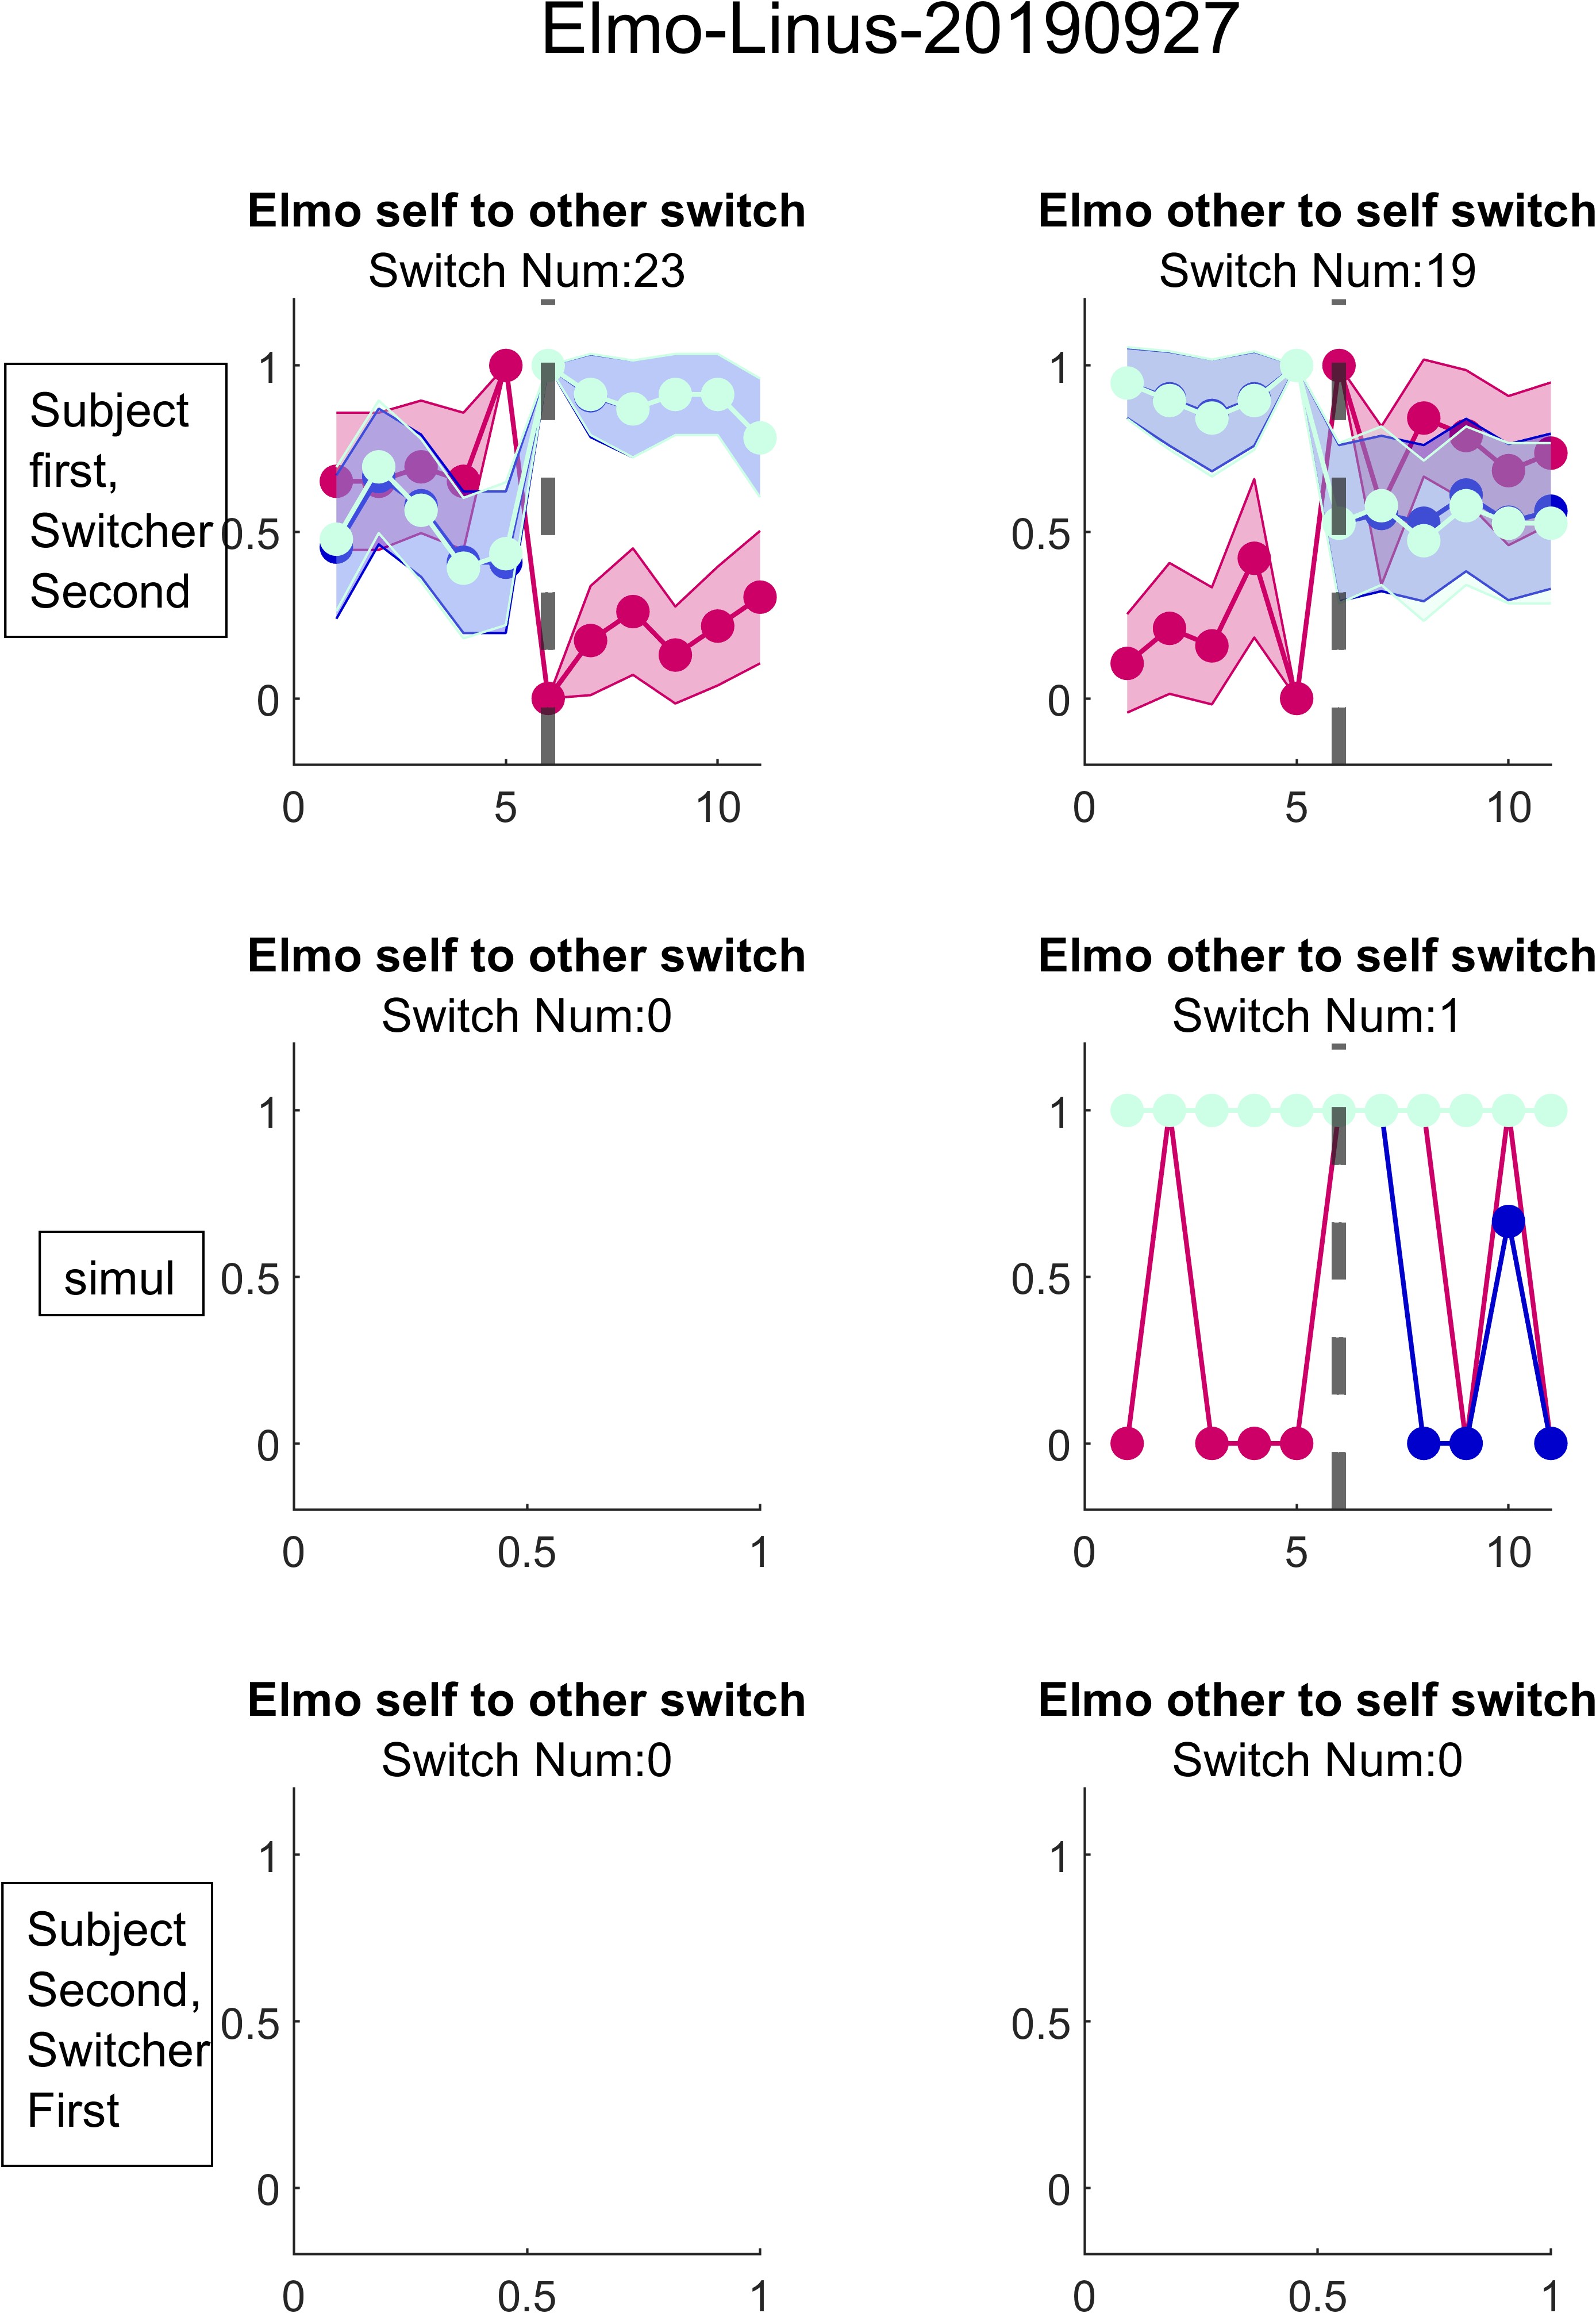 Elmo-Linus-20190927
Elmo self to other switch
Switch Num:23
Elmo other to self switch
Switch Num:19
Subject
first,
Switcher
Second
1
0.5
0
0
5
10
1
0.5
0
0
5
10
Elmo self to other switch
Switch Num:0
Elmo other to self switch
Switch Num:1
simul
1
0.5
0
0
0.5
1
1
0.5
0
0
5
10
Elmo self to other switch
Switch Num:0
Elmo other to self switch
Switch Num:0
Subject
Second,
Switcher
First
1
0.5
0
0
0.5
1
1
0.5
0
0
0.5
1